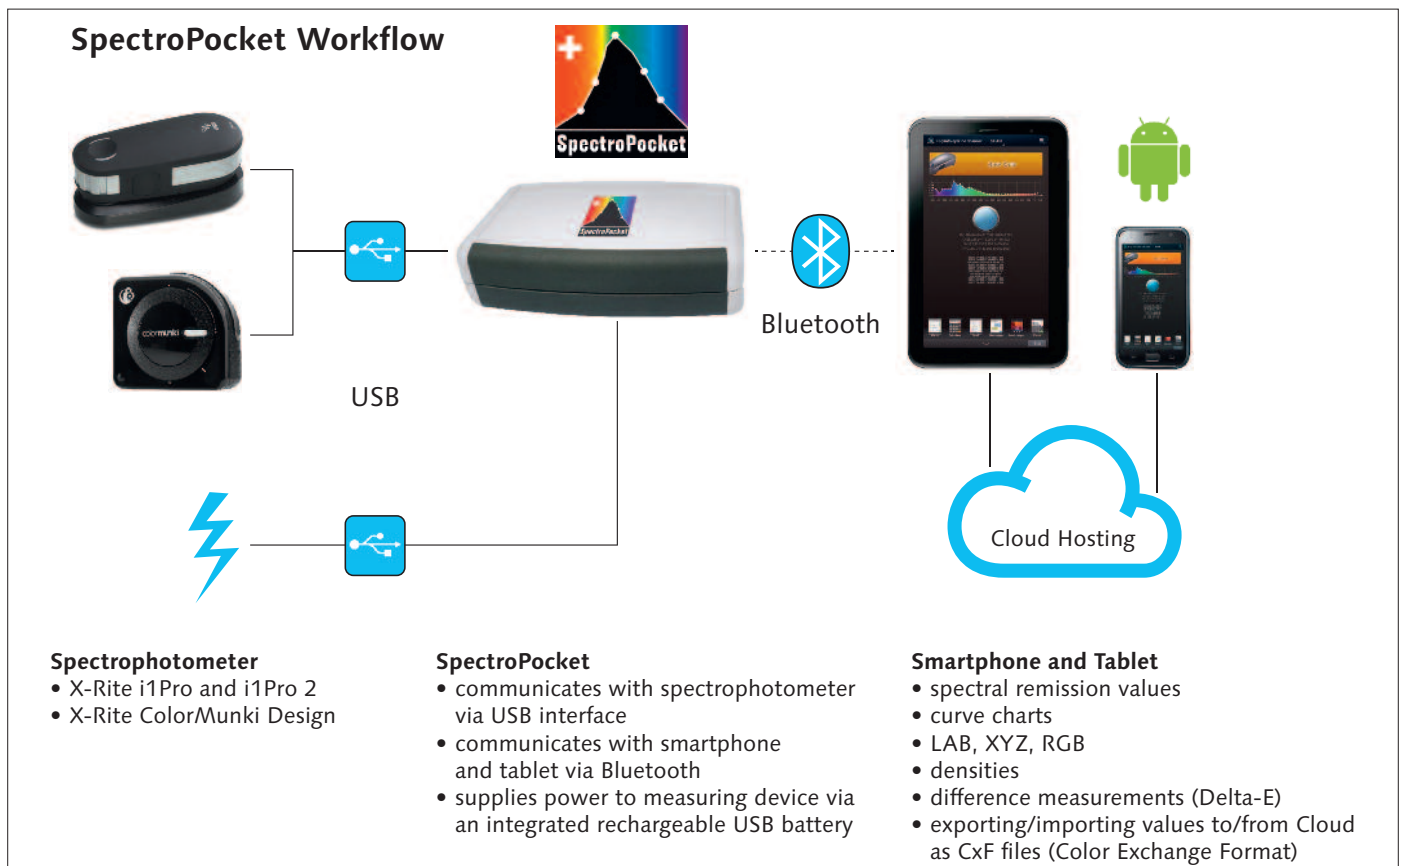 SpectroPocket Workflow
SpectroPocket
SpectroPocket
colormunki
USB
Bluetooth
Cloud Hosting
Spectrophotometer
• X-Rite i1Pro and i1Pro 2
• X-Rite ColorMunki Design
SpectroPocket
• communicates with spectrophotometer
via USB interface
• communicates with smartphone
and tablet via Bluetooth
• supplies power to measuring device via
an integrated rechargeable USB battery
Smartphone and Tablet
• spectral remission values
• curve charts
• LAB, XYZ, RGB
• densities
• difference measurements (Delta-E)
• exporting/importing values to/from Cloud
as CxF files (Color Exchange Format)